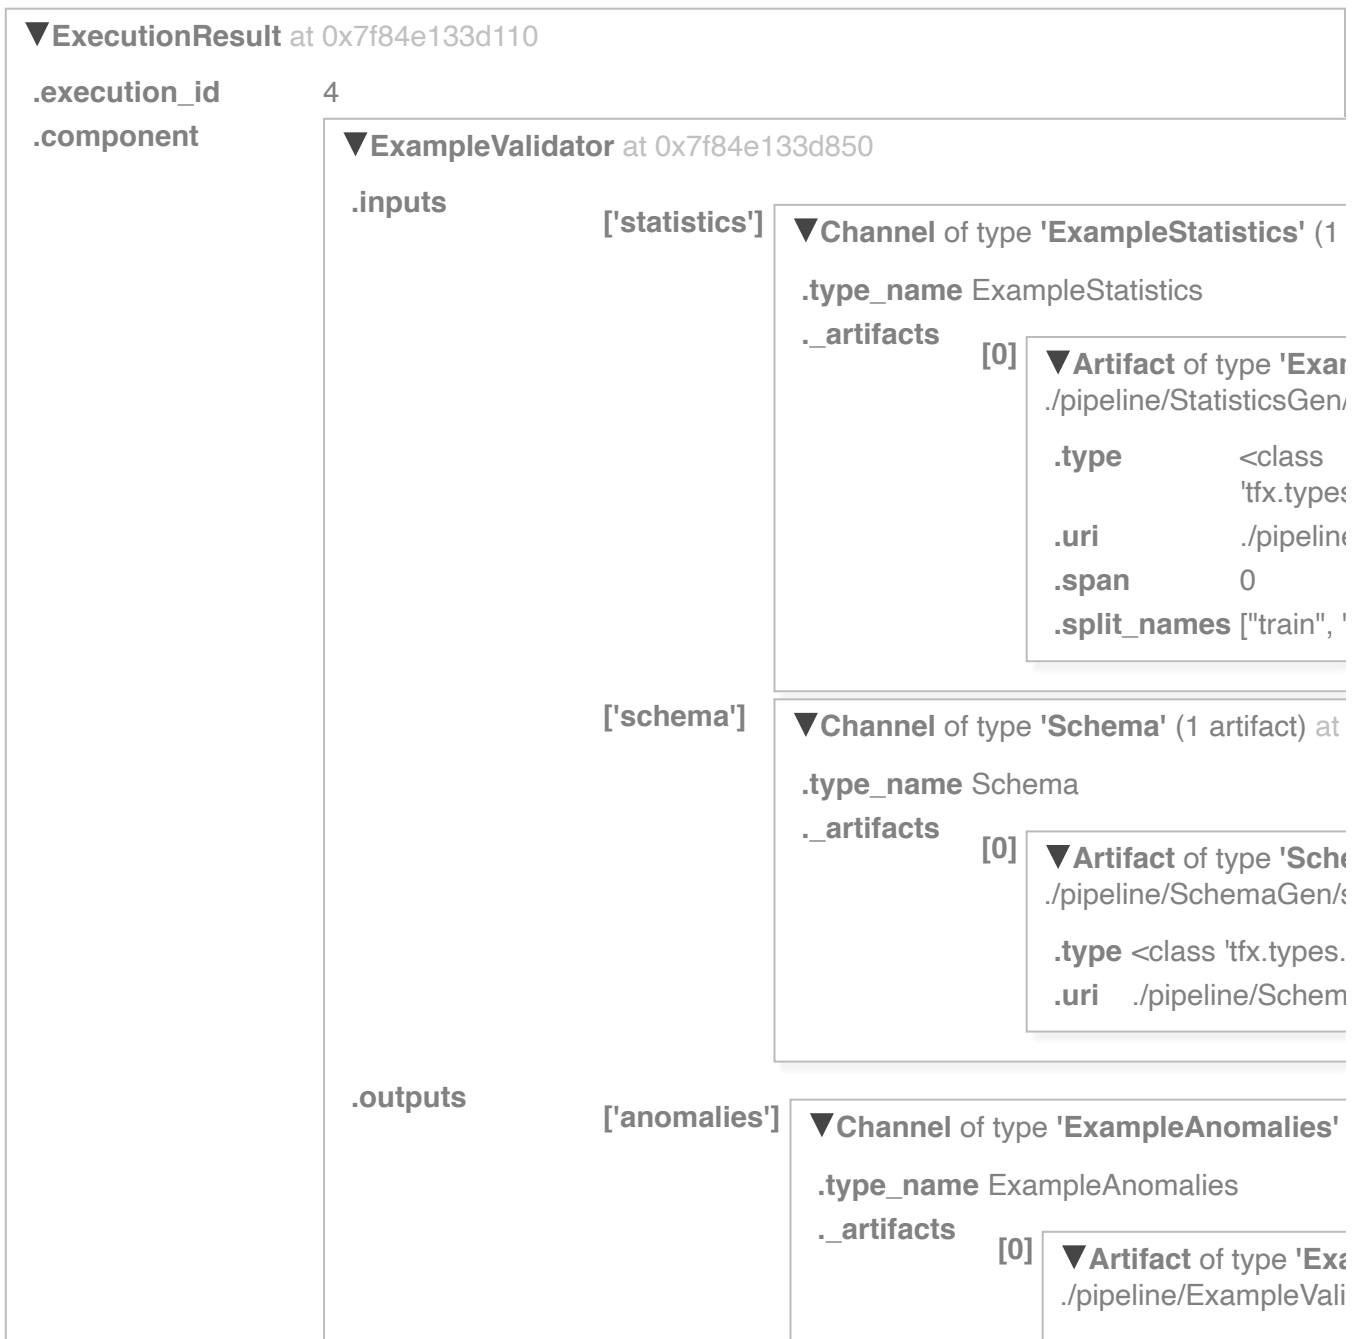 ▼ExecutionResult at 0x7f84e133d110
.execution_id 4
.component
▼ExampleValidator at 0x7f84e133d850
.inputs
['statistics']
▼Channel of type 'ExampleStatistics' (1
.type_name ExampleStatistics
._artifacts
[0]
▼Artifact of type 'Exam
./pipeline/StatisticsGen/
.type <class
'tfx.types
.uri ./pipeline
.span 0
.split_names ["train", "
['schema']
▼Channel of type 'Schema' (1 artifact) at
.type_name Schema
._artifacts
[0]
▼Artifact of type 'Sche
./pipeline/SchemaGen/s
.type <class 'tfx.types.
.uri ./pipeline/Schem
.outputs
['anomalies']
▼Channel of type 'ExampleAnomalies'
.type_name ExampleAnomalies
._artifacts
[0]
▼Artifact of type 'Exa
./pipeline/ExampleVali